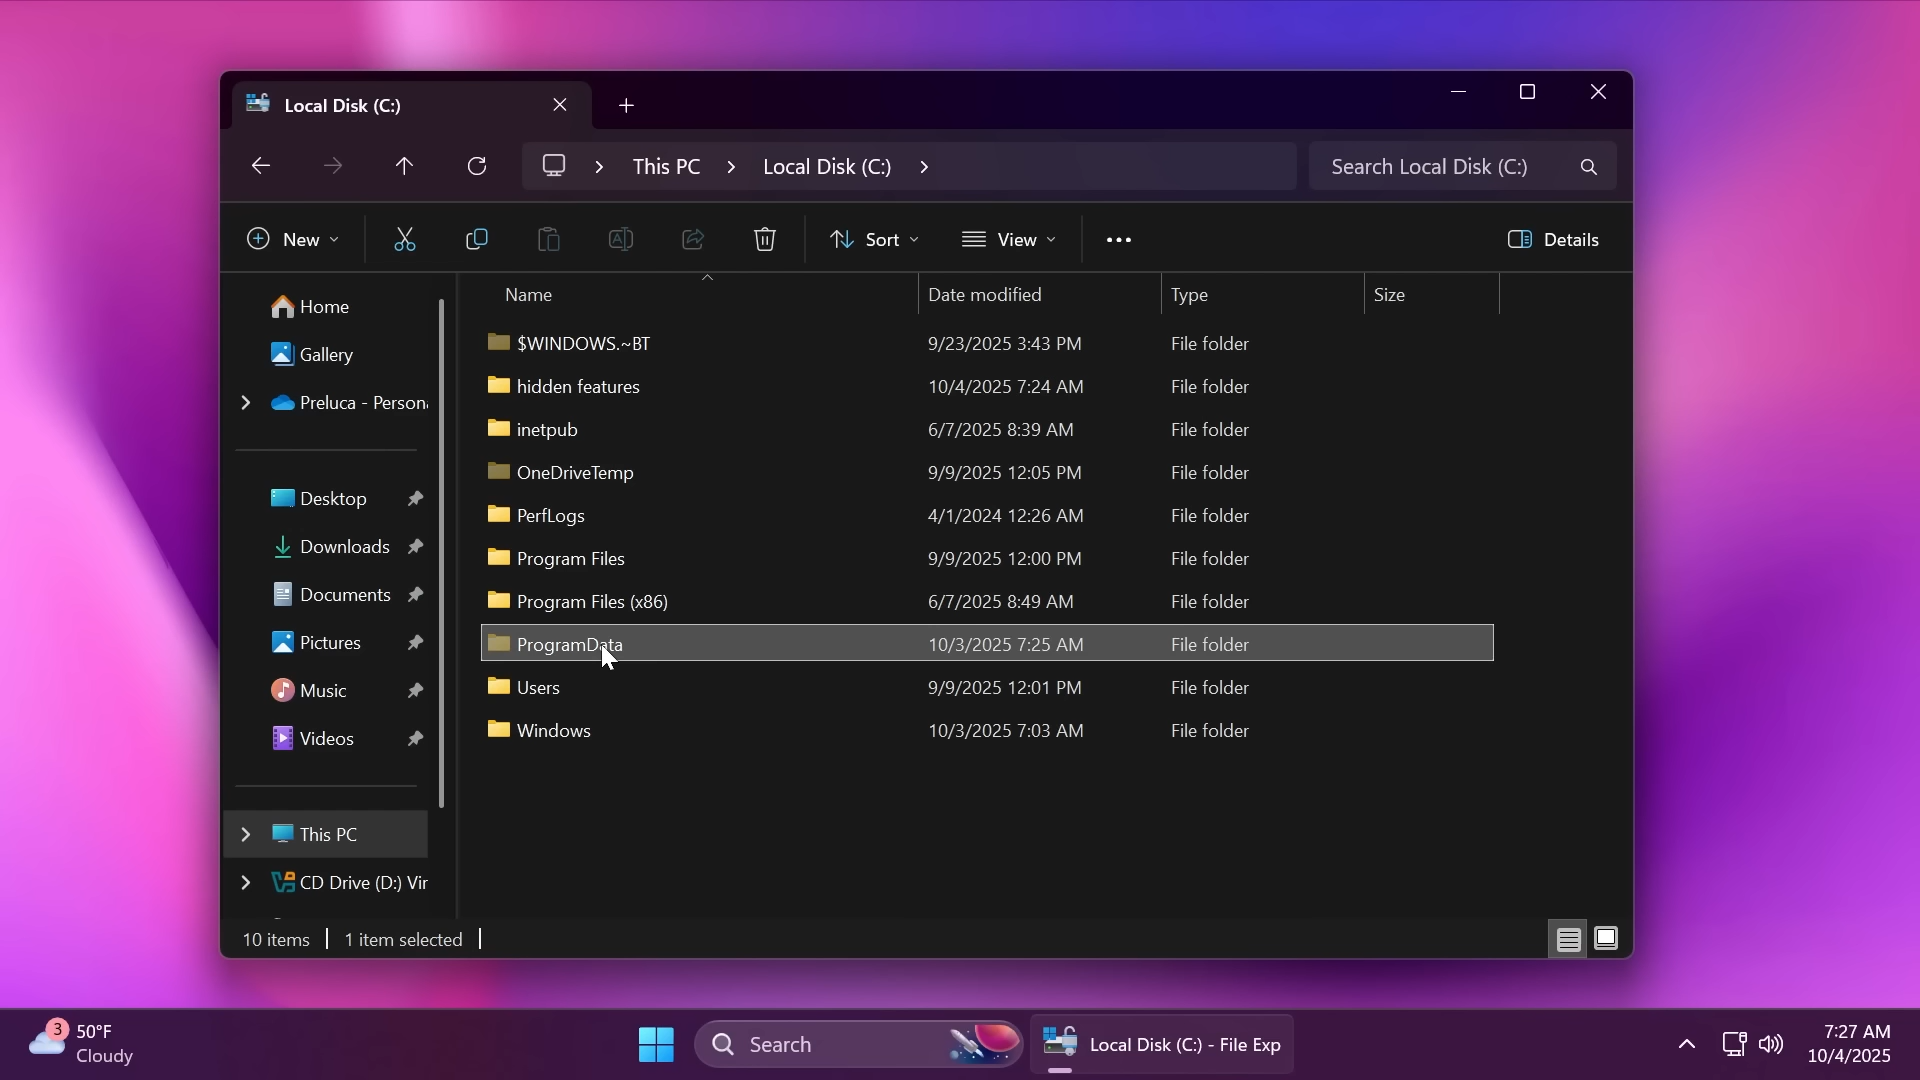 Local Disk (C:)
This PC
Local Disk (C:)
Search Local Disk (C:)
New
Sort
View
Details
Name Date modified Type Size
$WINDOWS.~BT 9/23/2025 3:43 PM File folder
hidden features 10/4/2025 7:24 AM File folder
inetpub 6/7/2025 8:39 AM File folder
OneDriveTemp 9/9/2025 12:05 PM File folder
PerfLogs 4/1/2024 12:26 AM File folder
Program Files 9/9/2025 12:00 PM File folder
Program Files (x86) 6/7/2025 8:49 AM File folder
ProgramData 10/3/2025 7:25 AM File folder
Users 9/9/2025 12:01 PM File folder
Windows 10/3/2025 7:03 AM File folder
Home
Gallery
Preluca - Persona
Desktop
Downloads
Documents
Pictures
Music
Videos
This PC
CD Drive (D:) Vir
10 items
1 item selected
3
50°F
Cloudy
Search
Local Disk (C:) - File Exp
7:27 AM
10/4/2025